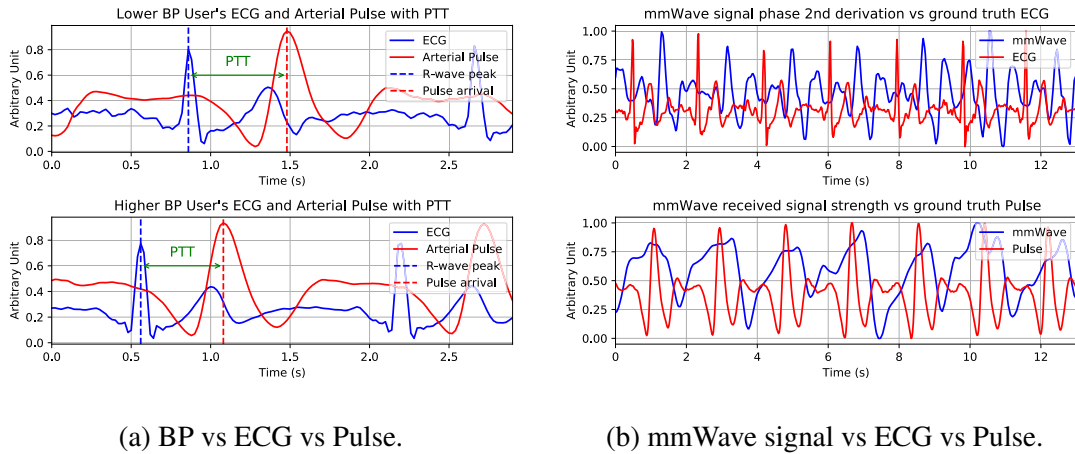 Lower BP User's ECG and Arterial Pulse with PTT
Arbitrary Unit
0.8
0.6
0.4
0.2
0.0
PTT
ECG
Arterial Pulse
R-wave peak
Pulse arrival
0.0 0.5 1.0 1.5 2.0 2.5
Time (s)
Higher BP User's ECG and Arterial Pulse with PTT
Arbitrary Unit
0.8
0.6
0.4
0.2
0.0
PTT
ECG
Arterial Pulse
R-wave peak
Pulse arrival
0.0 0.5 1.0 1.5 2.0 2.5
Time (s)
(a) BP vs ECG vs Pulse.
mmWave signal phase 2nd derivation vs ground truth ECG
Arbitrary Unit
1.00
0.75
0.50
0.25
0.00
mmWave
ECG
0 2 4 6 8 10 12
Time (s)
mmWave received signal strength vs ground truth Pulse
Arbitrary Unit
1.00
0.75
0.50
0.25
0.00
mmWave
Pulse
0 2 4 6 8 10 12
Time (s)
(b) mmWave signal vs ECG vs Pulse.